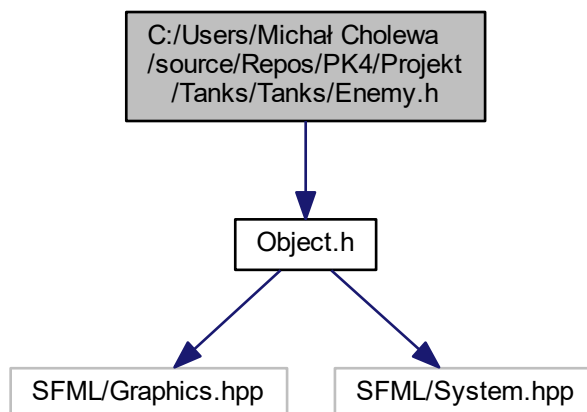 C:/Users/Michał Cholewa
/source/Repos/PK4/Projekt
/Tanks/Tanks/Enemy.h
Object.h
SFML/Graphics.hpp
SFML/System.hpp